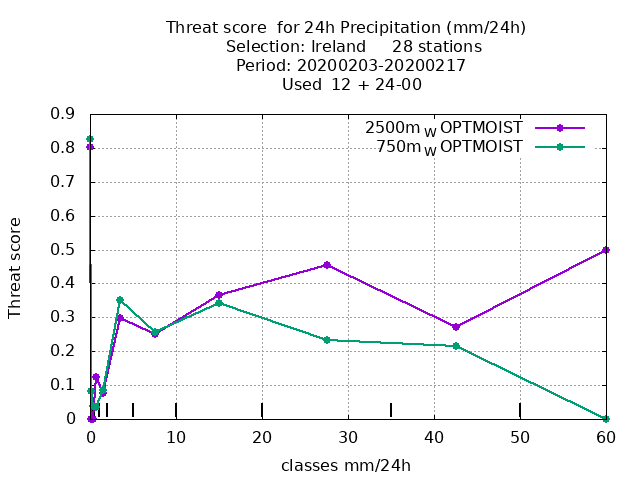 Threat score  for 24h Precipitation (mm/24h)
Selection: Ireland     28 stations
Period: 20200203-20200217
Used  12 + 24-00
2500m W OPTMOIST
750m W OPTMOIST
0.9
0.8
0.7
0.6
0.5
0.4
0.3
0.2
0.1
0
Threat score
0 10 20 30 40 50 60
classes mm/24h